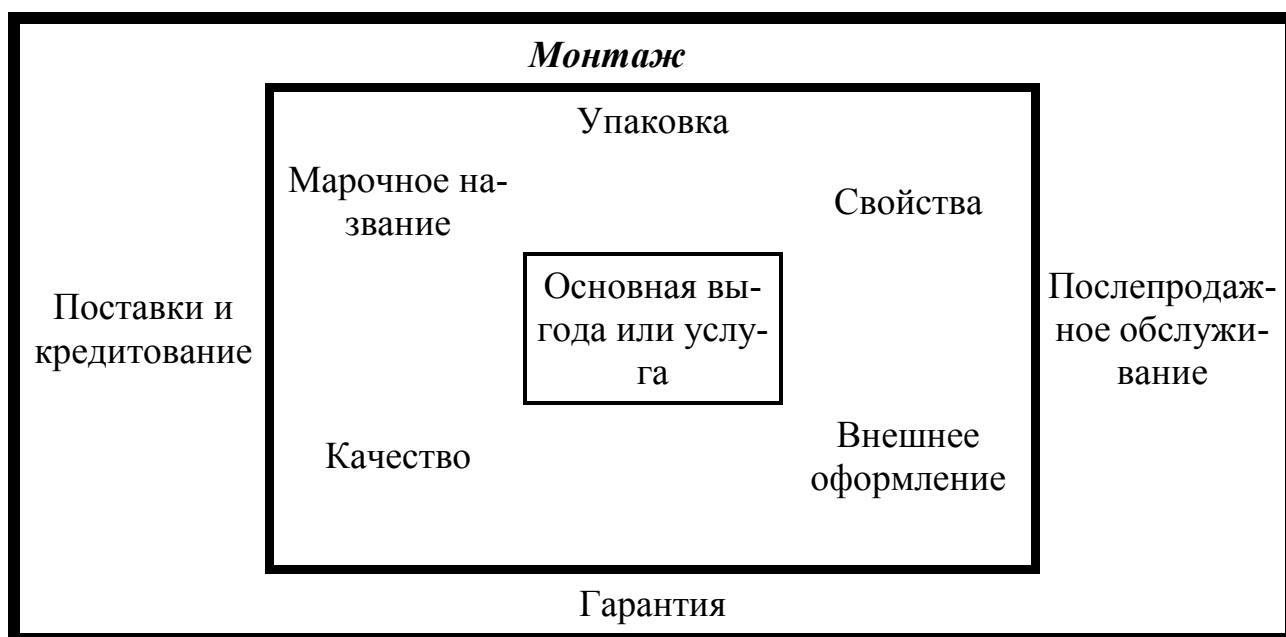 Монтаж
Упаковка
Марочное на-
звание
Свойства
Поставки и
кредитование
Основная вы-
года или услу-
га
Послепродаж-
ное обслужи-
вание
Качество
Внешнее
оформление
Гарантия